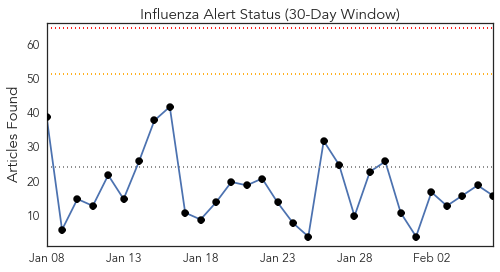 Influenza Alert Status (30-Day Window)
Articles Found
60
50
40
30
20
10
Jan 08 Jan 13 Jan 18 Jan 23 Jan 28 Feb 02